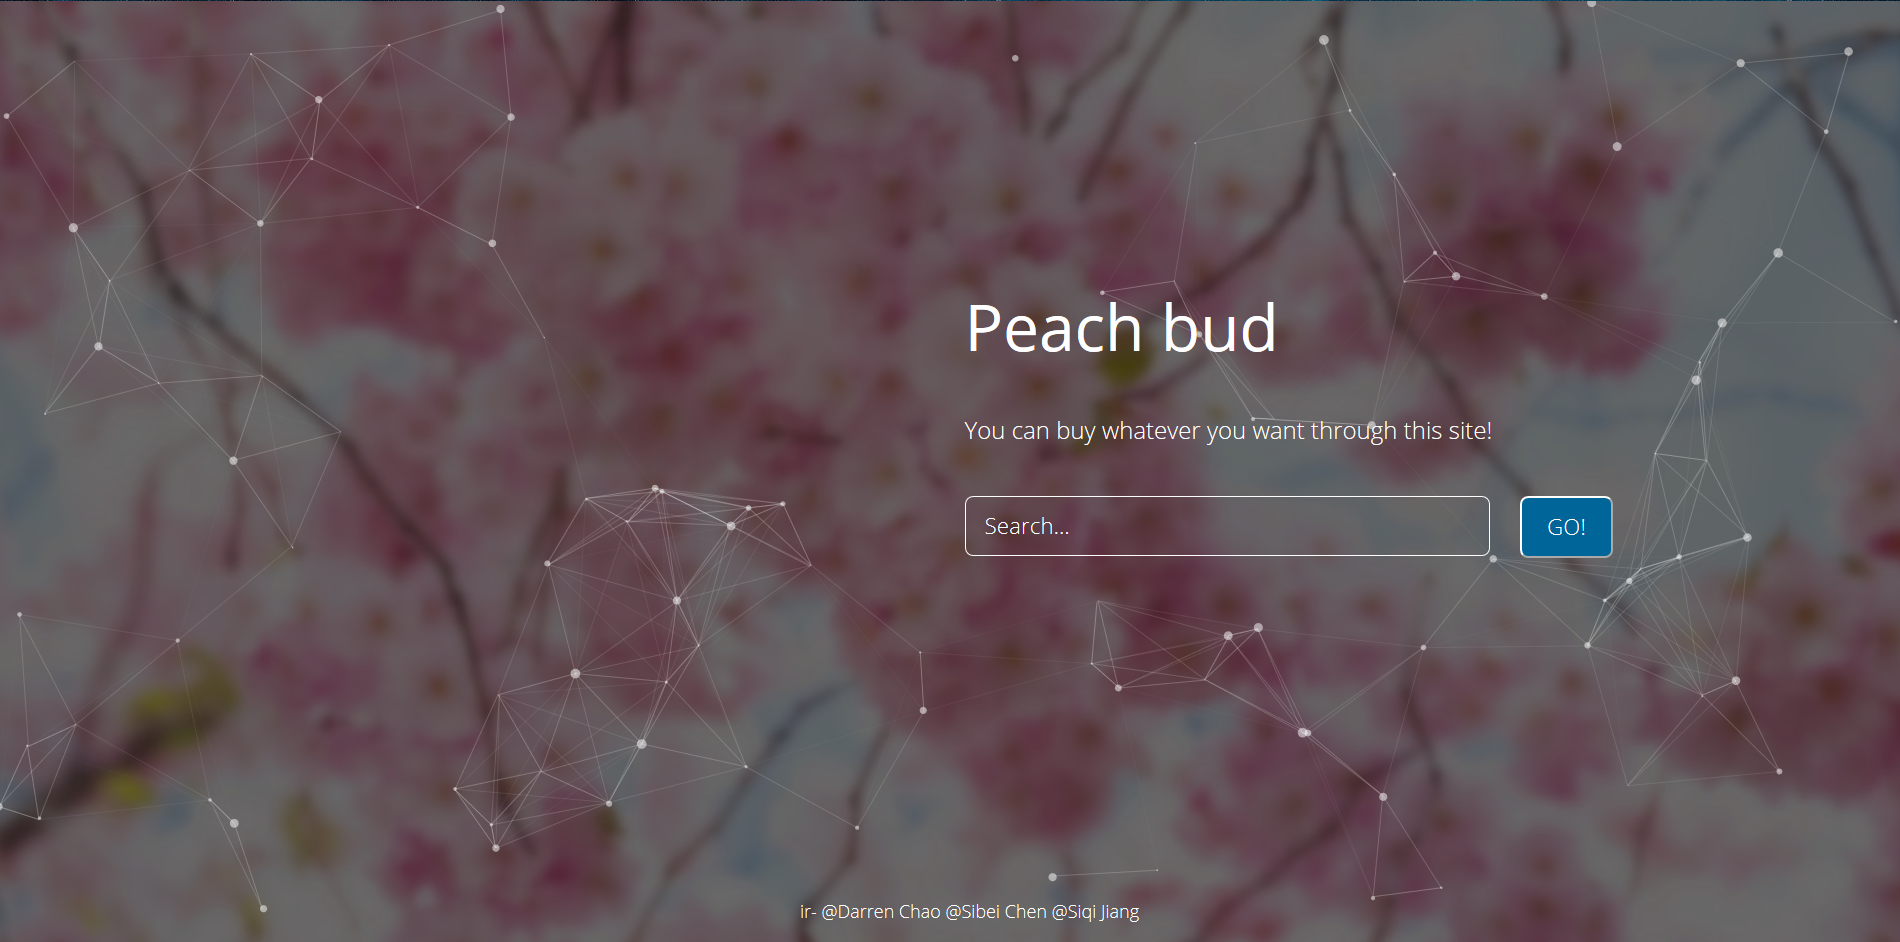 Peach bud
You can buy whatever you want through this site!
Search...
GO!
ir- @Darren Chao @Sibei Chen @Siqi Jiang